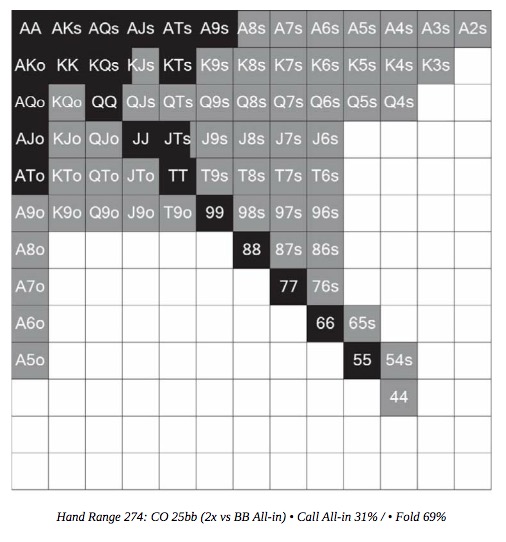 AA AKs AQs AJs ATs A9s A8s A7s A6s A5s A4s A3s A2s
AKo KK KQs KJs KTs K9s K8s K7s K6s K5s K4s K3s
AQo KQo QQ QJs QTs Q9s Q8s Q7s Q6s Q5s Q4s
AJo KJo QJo JJ JTs J9s J8s J7s J6s
ATo KTo QTo JTo TT T9s T8s T7s T6s
A9o K9o Q9o J9o T9o 99 98s 97s 96s
A8o 88 87s 86s
A7o 77 76s
A6o 66 65s
A5o 55 54s
44
Hand Range 274: CO 25bb (2x vs BB All-in) • Call All-in 31% / • Fold 69%